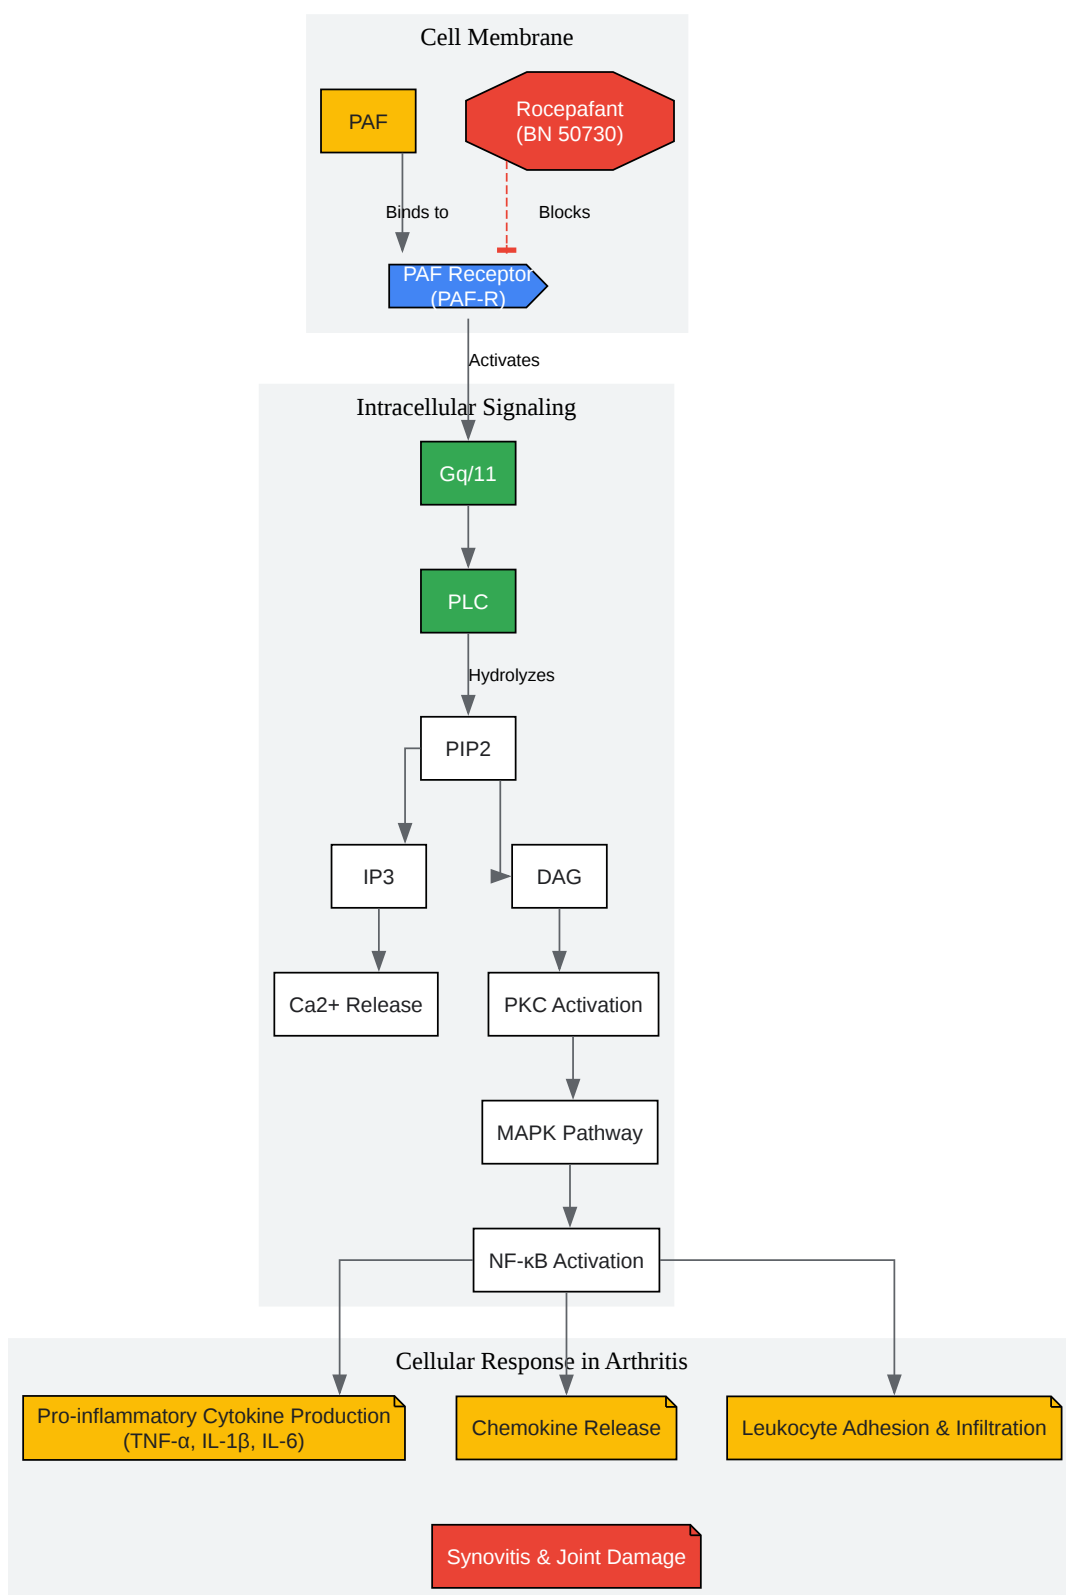 Cell Membrane
PAF
Rocepafant
(BN 50730)
Binds to
Blocks
PAF Receptor
(PAF-R)
Activates
Intracellular Signaling
Gq/11
PLC
Hydrolyzes
PIP2
IP3
DAG
Ca2+ Release
PKC Activation
MAPK Pathway
NF-κB Activation
Cellular Response in Arthritis
Pro-inflammatory Cytokine Production
(TNF-α, IL-1β, IL-6)
Chemokine Release
Leukocyte Adhesion & Infiltration
Synovitis & Joint Damage